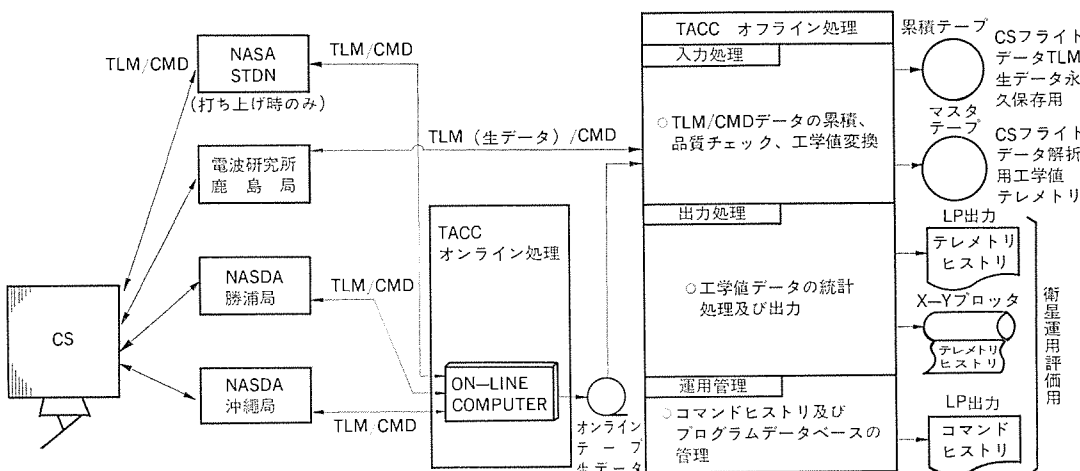 TLM/CMD
NASA
STDN
(打ち上げ時のみ)
TLM/CMD
電波研究所
鹿島局
TLM（生データ）/CMD
NASDA
勝浦局
TLM/CMD
NASDA
沖縄局
TLM/CMD
CS
TACC
オンライン処理
ON—LINE
COMPUTER
オンライン
テープ
生データ
TACC オフライン処理
入力処理
○TLM/CMDデータの累積、
品質チェック、工学値変換
出力処理
○工学値データの統計
処理及び出力
運用管理
○コマンドヒストリ及び
プログラムデータベースの
管理
累積テープ
CSフライト
データTLM
生データ永
久保存用
マスタ
テープ
CSフライト
データ解析
用工学値
テレメトリ
LP出力
テレメトリ
ヒストリ
X—Yプロッタ
テレメトリ
ヒストリ
LP出力
コマンド
ヒストリ
衛星運用評価用